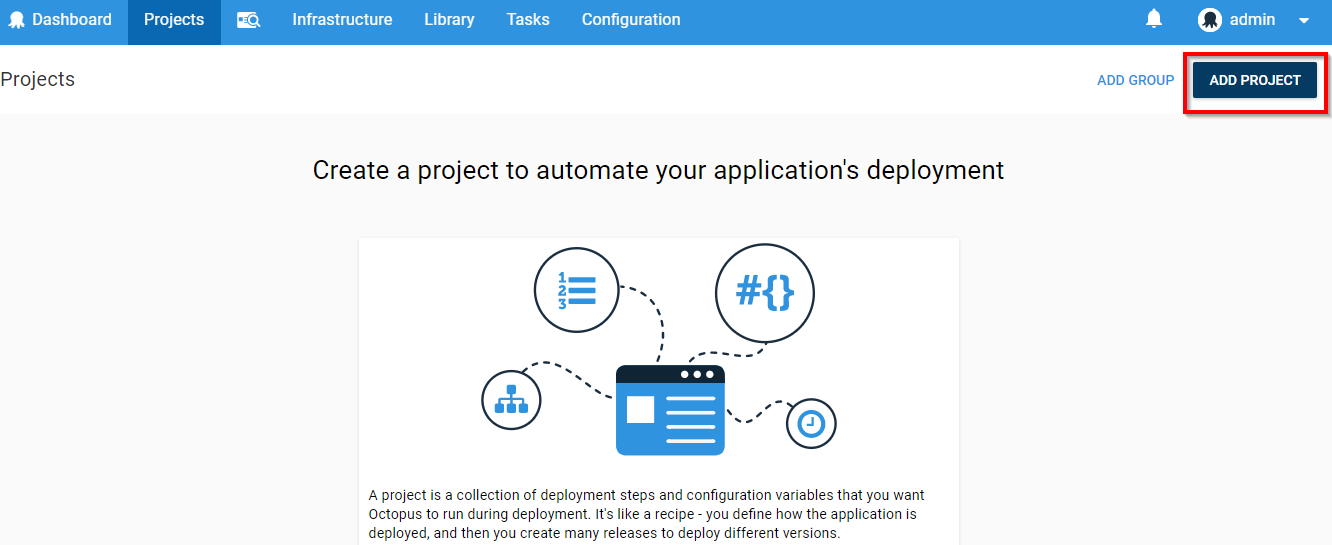 Dashboard Projects Infrastructure Library Tasks Configuration admin
Projects ADD GROUP ADD PROJECT
Create a project to automate your application's deployment
1
2
3
#{}
A project is a collection of deployment steps and configuration variables that you want
Octopus to run during deployment. It's like a recipe - you define how the application is
deployed, and then you create many releases to deploy different versions.